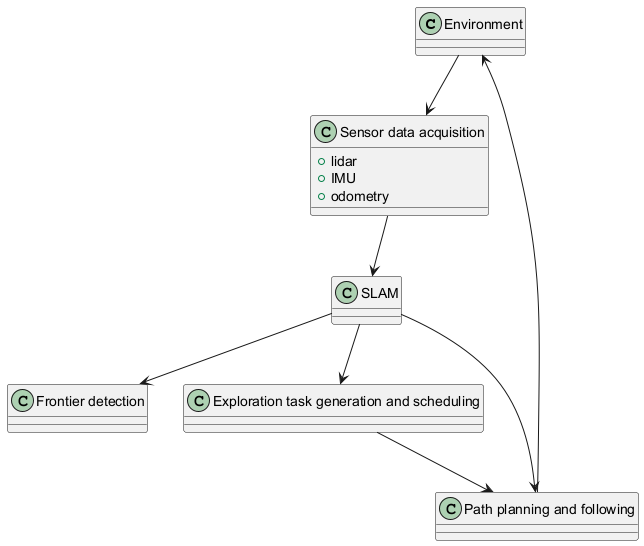 C Environment
C Sensor data acquisition
lidar
IMU
odometry
C SLAM
C Frontier detection
C Exploration task generation and scheduling
C Path planning and following